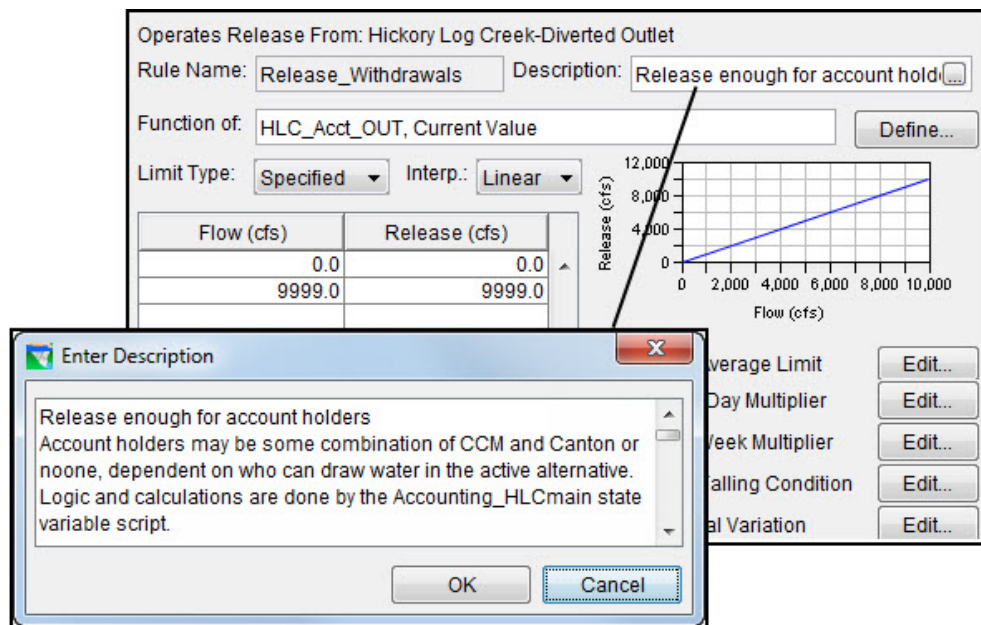 Operates Release From: Hickory Log Creek-Diverted Outlet
Rule Name: Release_Withdrawals Description: Release enough for account hold ...
Function of: HLC_Acct_OUT, Current Value Define...
Limit Type: Specified Interp.: Linear
Flow (cfs) Release (cfs)
0.0 0.0
9999.0 9999.0
Release (cfs)
12,000
8,000
4,000
0
0 2,000 4,000 6,000 8,000 10,000
Flow (cfs)
Average Limit Edit...
Day Multiplier Edit...
Week Multiplier Edit...
Falling Condition Edit...
al Variation Edit...
Enter Description
Release enough for account holders
Account holders may be some combination of CCM and Canton or
noone, dependent on who can draw water in the active alternative.
Logic and calculations are done by the Accounting_HLCmain state
variable script.
OK Cancel